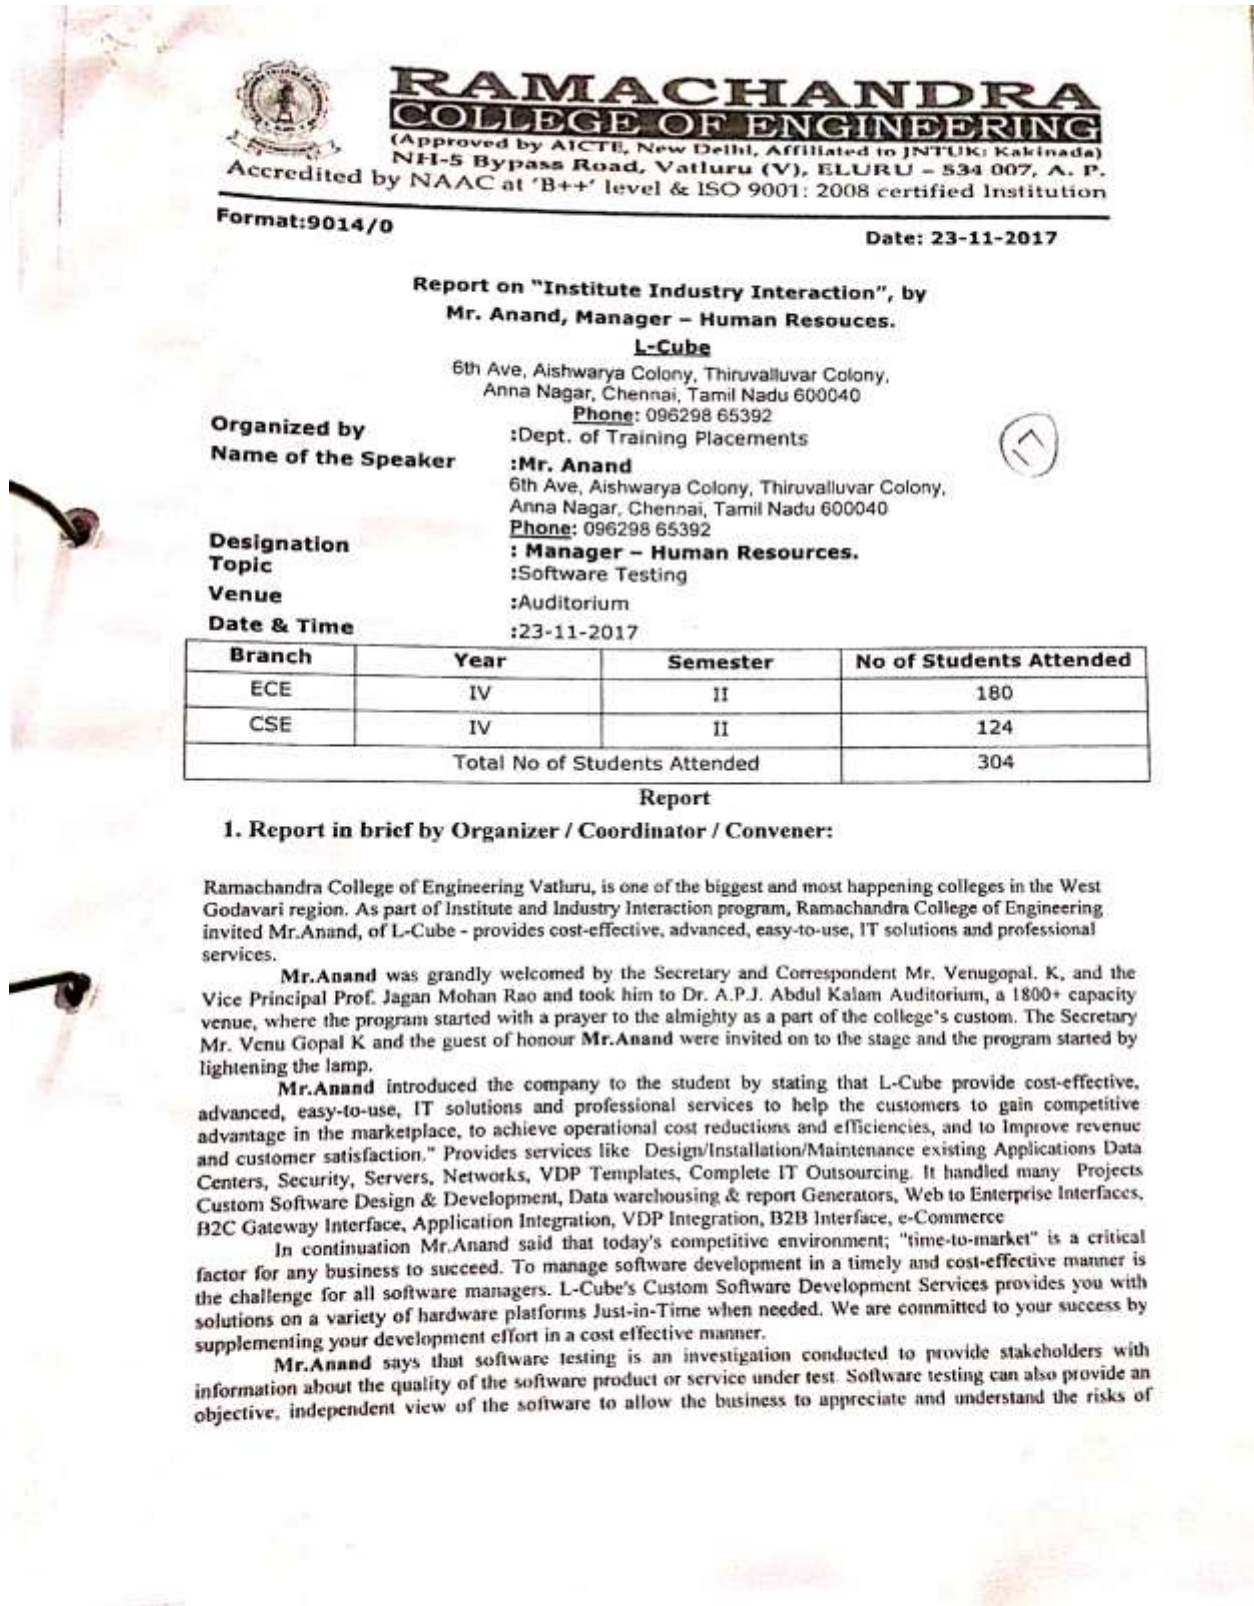 RAMACHANDRA
COLLEGE OF ENGINEERING
(Approved by AICTE, New Delhi, Affiliated to JNTUK: Kakinada)
NH-5 Bypass Road, Vatluru (V), ELURU – 534 007, A. P.
Accredited by NAAC at 'B++' level & ISO 9001: 2008 certified Institution
Format:9014/0
Date: 23-11-2017
Report on "Institute Industry Interaction", by
Mr. Anand, Manager – Human Resouces.
L-Cube
6th Ave, Aishwarya Colony, Thiruvalluvar Colony,
Anna Nagar, Chennai, Tamil Nadu 600040
Phone: 096298 65392
Organized by :Dept. of Training Placements
Name of the Speaker :Mr. Anand
6th Ave, Aishwarya Colony, Thiruvalluvar Colony,
Anna Nagar, Chennai, Tamil Nadu 600040
Phone: 096298 65392
Designation : Manager – Human Resources.
Topic :Software Testing
Venue :Auditorium
Date & Time :23-11-2017
Branch Year Semester No of Students Attended
ECE IV II 180
CSE IV II 124
Total No of Students Attended 304
Report
1. Report in brief by Organizer / Coordinator / Convener:
Ramachandra College of Engineering Vatluru, is one of the biggest and most happening colleges in the West
Godavari region. As part of Institute and Industry Interaction program, Ramachandra College of Engineering
invited Mr.Anand, of L-Cube - provides cost-effective, advanced, easy-to-use, IT solutions and professional
services.
Mr.Anand was grandly welcomed by the Secretary and Correspondent Mr. Venugopal. K, and the
Vice Principal Prof. Jagan Mohan Rao and took him to Dr. A.P.J. Abdul Kalam Auditorium, a 1800+ capacity
venue, where the program started with a prayer to the almighty as a part of the college's custom. The Secretary
Mr. Venu Gopal K and the guest of honour Mr.Anand were invited on to the stage and the program started by
lightening the lamp.
Mr.Anand introduced the company to the student by stating that L-Cube provide cost-effective,
advanced, easy-to-use, IT solutions and professional services to help the customers to gain competitive
advantage in the marketplace, to achieve operational cost reductions and efficiencies, and to Improve revenue
and customer satisfaction." Provides services like Design/Installation/Maintenance existing Applications Data
Centers, Security, Servers, Networks, VDP Templates, Complete IT Outsourcing. It handled many Projects
Custom Software Design & Development, Data warehousing & report Generators, Web to Enterprise Interfaces,
B2C Gateway Interface, Application Integration, VDP Integration, B2B Interface, e-Commerce
In continuation Mr.Anand said that today's competitive environment; "time-to-market" is a critical
factor for any business to succeed. To manage software development in a timely and cost-effective manner is
the challenge for all software managers. L-Cube's Custom Software Development Services provides you with
solutions on a variety of hardware platforms Just-in-Time when needed. We are committed to your success by
supplementing your development effort in a cost effective manner.
Mr.Anand says that software testing is an investigation conducted to provide stakeholders with
information about the quality of the software product or service under test. Software testing can also provide an
objective, independent view of the software to allow the business to appreciate and understand the risks of